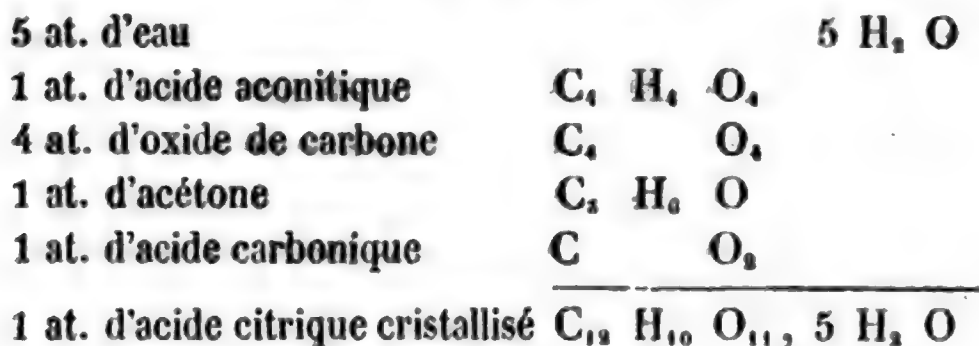 5 at. d'eau 5 H₂ O
1 at. d'acide aconitique C₄ H₄ O₄
4 at. d'oxide de carbone C₄ O₄
1 at. d'acétone C₃ H₆ O
1 at. d'acide carbonique C O₂
1 at. d'acide citrique cristallisé C₁₂ H₁₀ O₁₁, 5 H₂ O